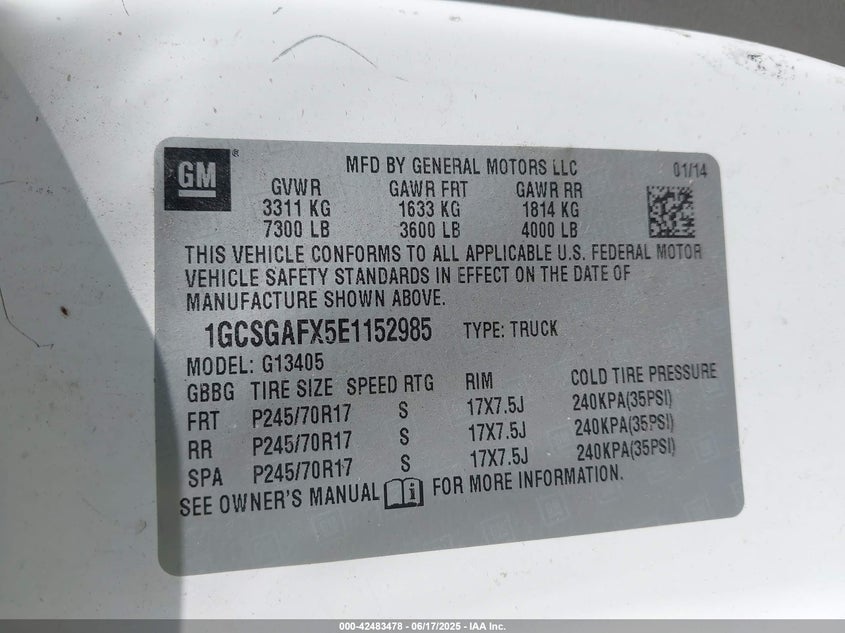 GM ®
MFD BY GENERAL MOTORS LLC 01/14
GVWR GAWR FRT GAWR RR
3311 KG 1633 KG 1814 KG
7300 LB 3600 LB 4000 LB
THIS VEHICLE CONFORMS TO ALL APPLICABLE U.S. FEDERAL MOTOR
VEHICLE SAFETY STANDARDS IN EFFECT ON THE DATE OF
MANUFACTURE SHOWN ABOVE.
1GCSGAFX5E1152985 TYPE: TRUCK
MODEL: G13405
GBBG TIRE SIZE SPEED RTG RIM COLD TIRE PRESSURE
FRT P245/70R17 S 17X7.5J 240KPA(35PSI)
RR P245/70R17 S 17X7.5J 240KPA(35PSI)
SPA P245/70R17 S 17X7.5J 240KPA(35PSI)
SEE OWNER'S MANUAL i FOR MORE INFORMATION.
000-42483478 - 06/17/2025 - IAA Inc.